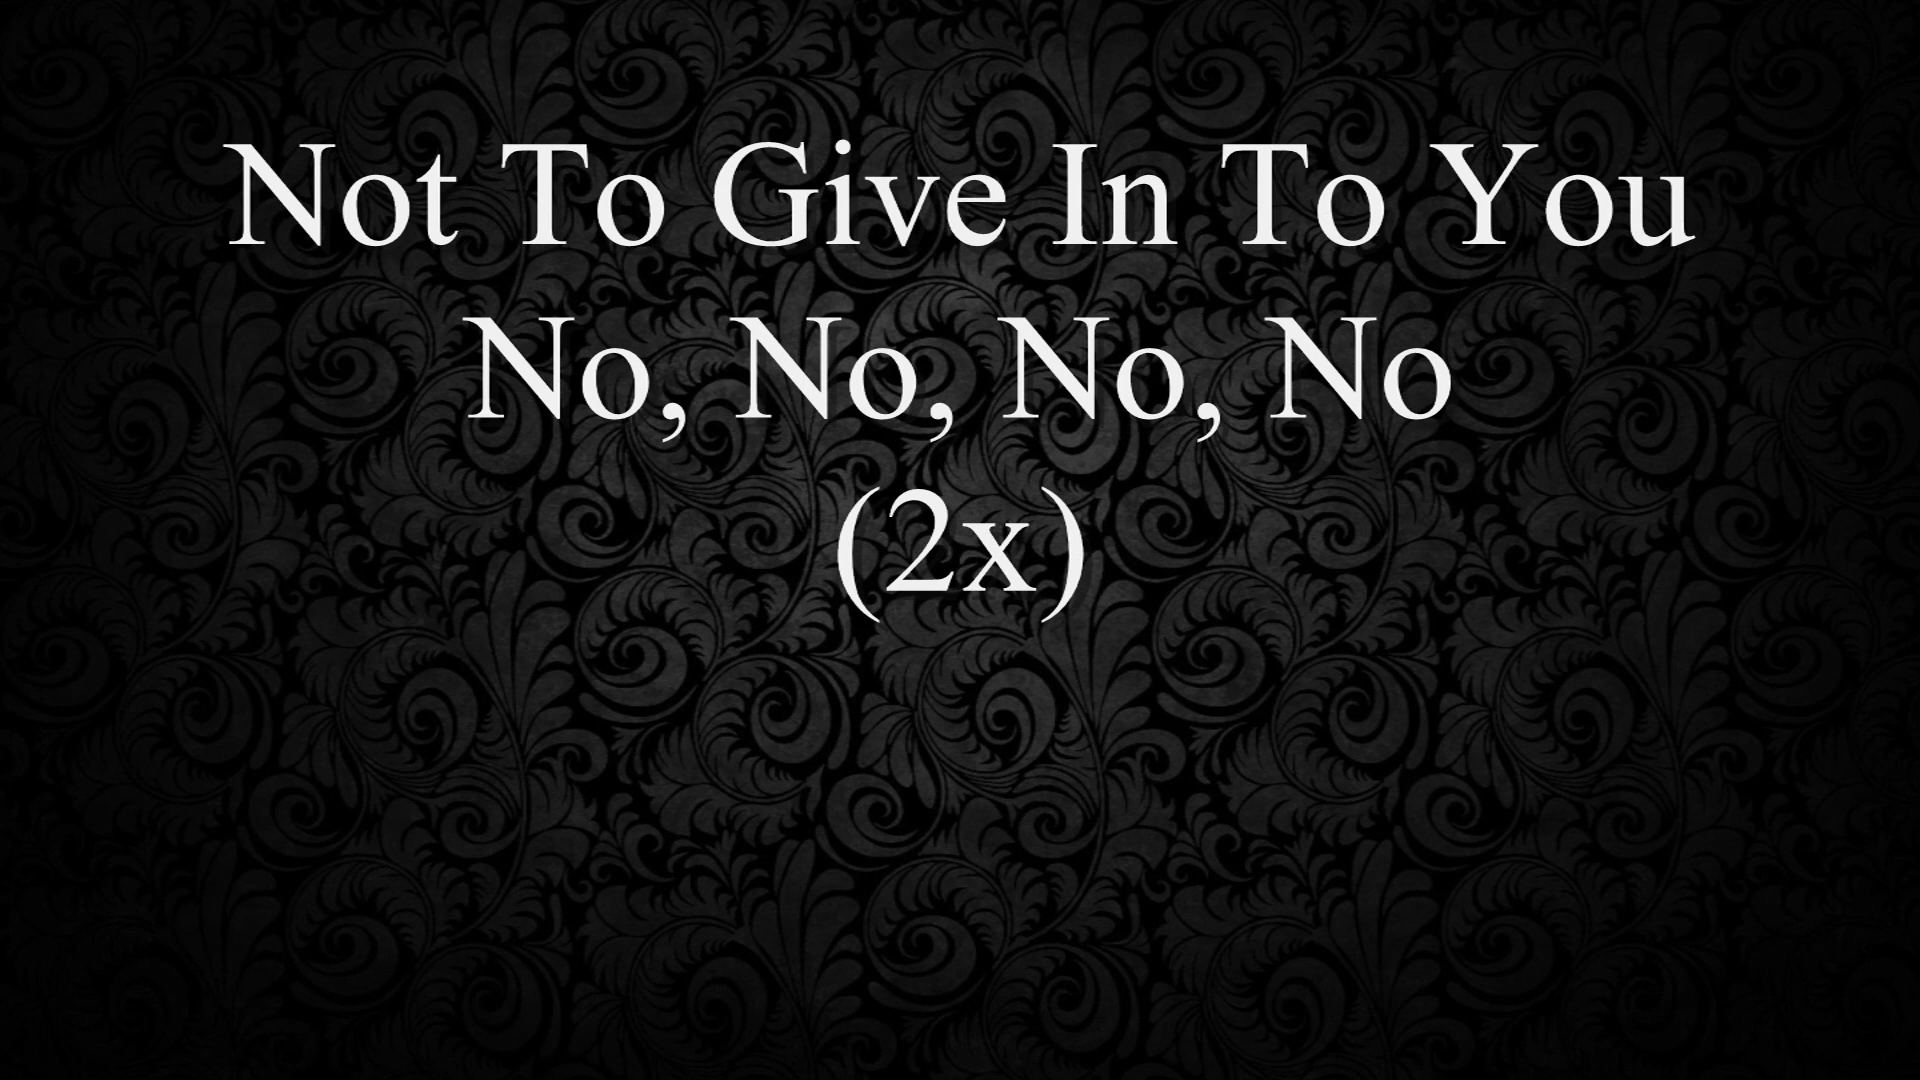 Not To Give In To You
No, No, No, No
(2x)